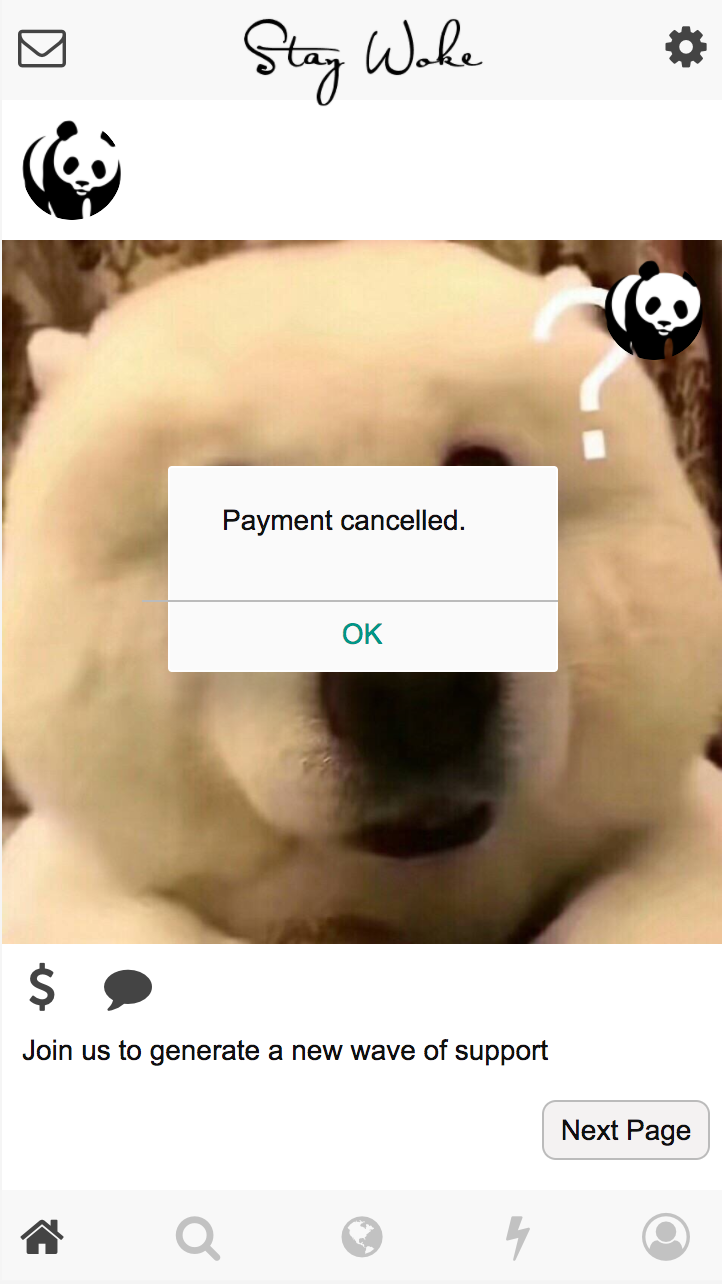 Stay Woke
?
Payment cancelled.
OK
$
Join us to generate a new wave of support
Next Page